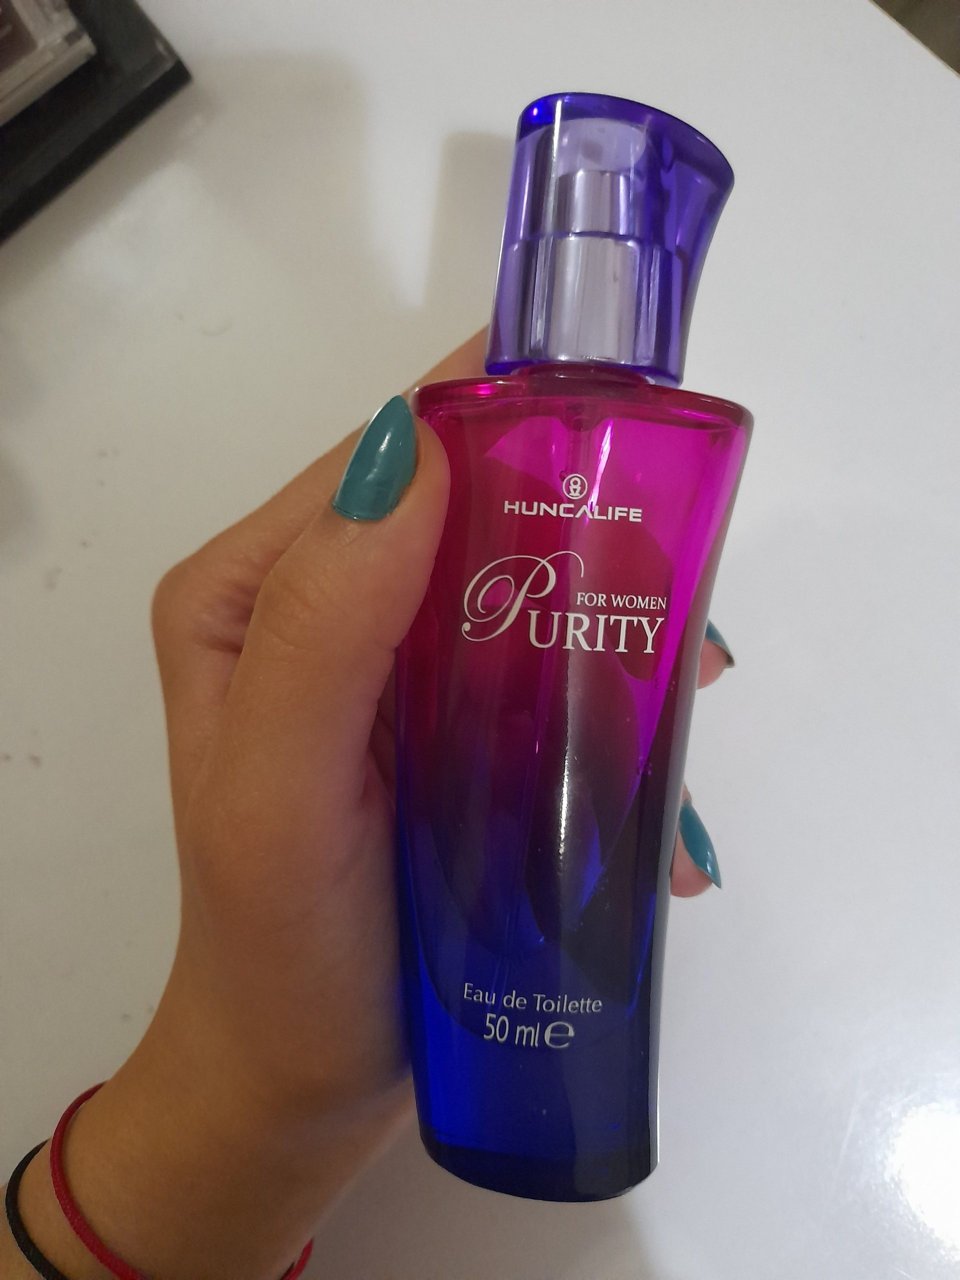 HUNCALIFE
FOR WOMEN
PURITY
Eau de Toilette
50 ml ℮